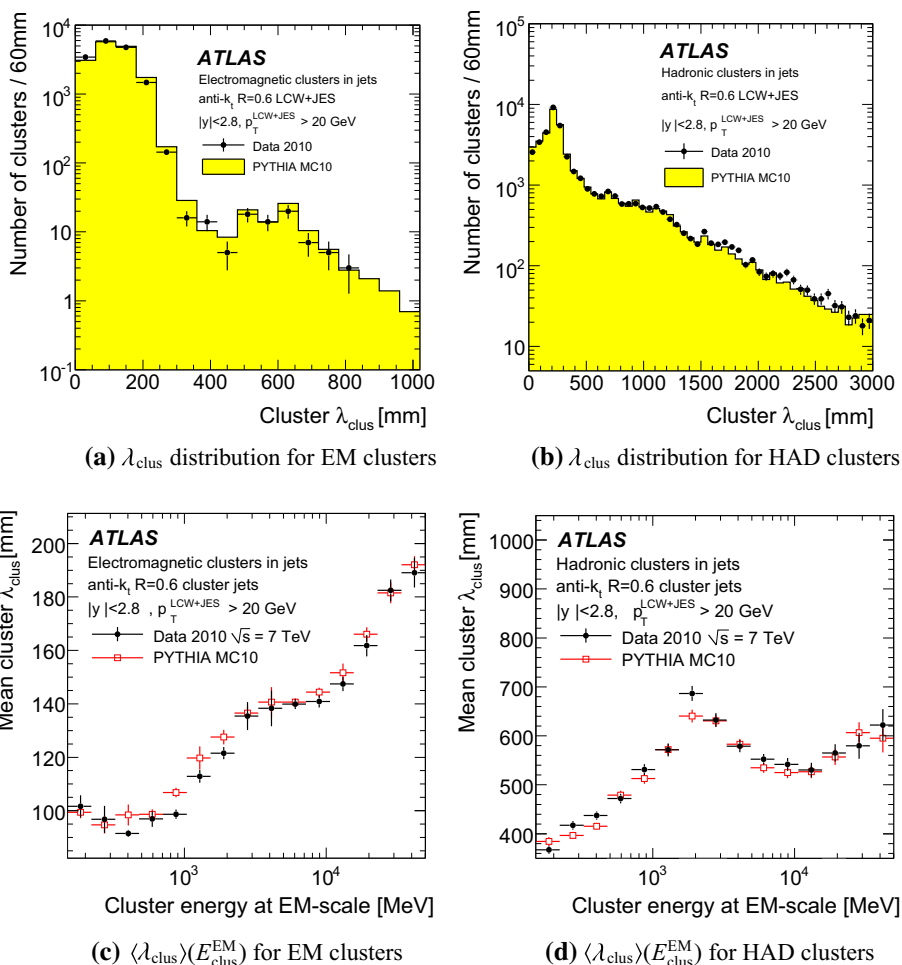 Number of clusters / 60mm
10^4
10^3
10^2
10
1
10^-1
ATLAS
Electromagnetic clusters in jets
anti-k_t R=0.6 LCW+JES
|y|<2.8, p_T^LCW+JES > 20 GeV
Data 2010
PYTHIA MC10
0 200 400 600 800 1000
Cluster λ_clus [mm]
(a) λ_clus distribution for EM clusters
Number of clusters / 60mm
10^5
10^4
10^3
10^2
10
ATLAS
Hadronic clusters in jets
anti-k_t R=0.6 LCW+JES
|y|<2.8, p_T^LCW+JES > 20 GeV
Data 2010
PYTHIA MC10
0 500 1000 1500 2000 2500 3000
Cluster λ_clus [mm]
(b) λ_clus distribution for HAD clusters
Mean cluster λ_clus [mm]
200
180
160
140
120
100
ATLAS
Electromagnetic clusters in jets
anti-k_t R=0.6 cluster jets
|y|<2.8 , p_T^LCW+JES > 20 GeV
Data 2010 √s = 7 TeV
PYTHIA MC10
10^3 10^4
Cluster energy at EM-scale [MeV]
(c) ⟨λ_clus⟩(E_clus^EM) for EM clusters
Mean cluster λ_clus [mm]
1000
900
800
700
600
500
400
ATLAS
Hadronic clusters in jets
anti-k_t R=0.6 cluster jets
|y|<2.8, p_T^LCW+JES > 20 GeV
Data 2010 √s = 7 TeV
PYTHIA MC10
10^3 10^4
Cluster energy at EM-scale [MeV]
(d) ⟨λ_clus⟩(E_clus^EM) for HAD clusters